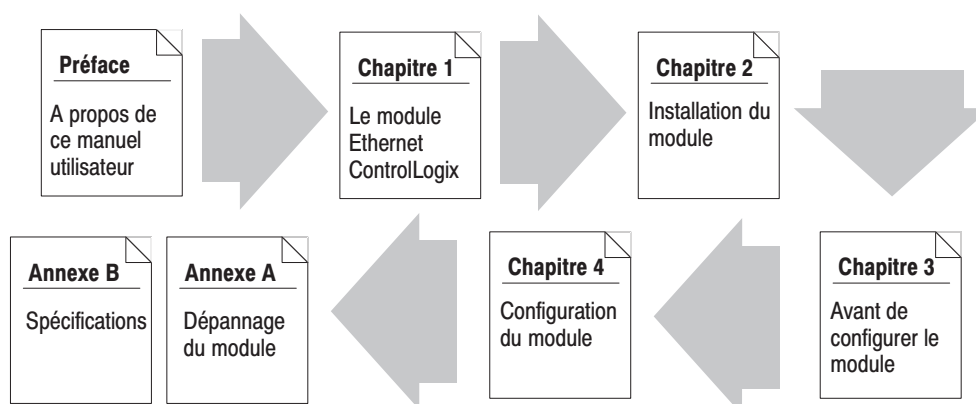 Préface
A propos de
ce manuel
utilisateur
Chapitre 1
Le module
Ethernet
ControlLogix
Chapitre 2
Installation du
module
Chapitre 3
Avant de
configurer le
module
Chapitre 4
Configuration
du module
Annexe A
Dépannage
du module
Annexe B
Spécifications